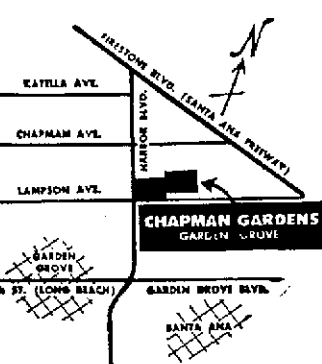 N
FIRESTONE BLVD. (SANTA ANA FREEWAY)
KATELLA AVE.
HARBOR BLVD.
CHAPMAN AVE.
LAMPSON AVE.
CHAPMAN GARDENS
GARDEN GROVE
GARDEN
GROVE
ST. (LONG BEACH)
GARDEN GROVE BLVD.
SANTA ANA